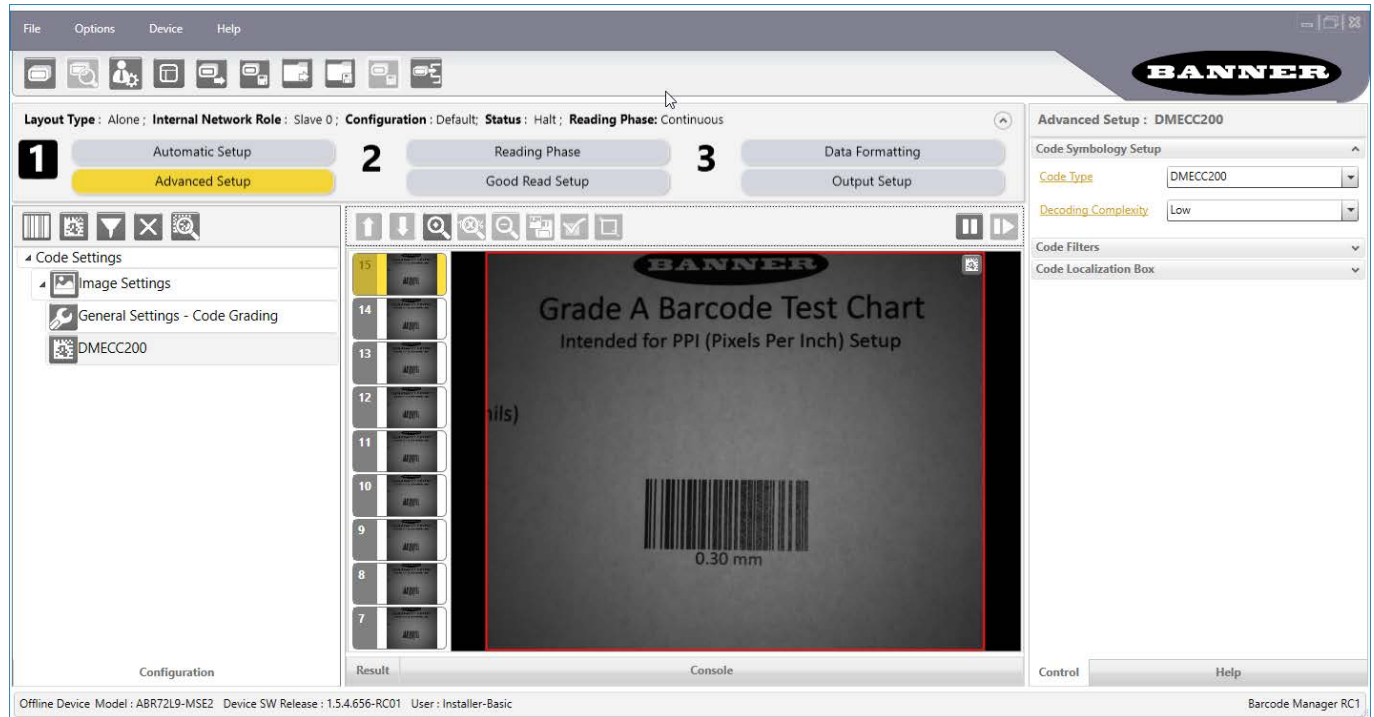 File Options Device Help
BANNER
Layout Type : Alone ; Internal Network Role : Slave 0 ; Configuration : Default; Status : Halt ; Reading Phase: Continuous
1
Automatic Setup
Advanced Setup
2
Reading Phase
Good Read Setup
3
Data Formatting
Output Setup
Code Settings
Image Settings
General Settings - Code Grading
DMECC200
Configuration
15
14
13
12
11
10
9
8
7
BANNER
Grade A Barcode Test Chart
Intended for PPI (Pixels Per Inch) Setup
nils)
0.30 mm
Result Console
Advanced Setup : DMECC200
Code Symbology Setup
Code Type DMECC200
Decoding Complexity Low
Code Filters
Code Localization Box
Control Help
Offline Device Model : ABR72L9-MSE2 Device SW Release : 1.5.4.656-RC01 User : Installer-Basic
Barcode Manager RC1